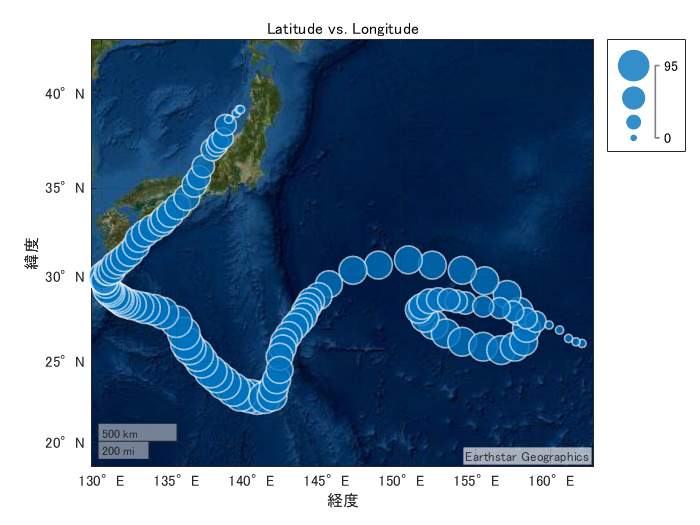 Latitude vs. Longitude
95
0
40° N
35° N
30° N
25° N
20° N
緯度
500 km
200 mi
Earthstar Geographics
130° E
135° E
140° E
145° E
150° E
155° E
160° E
経度